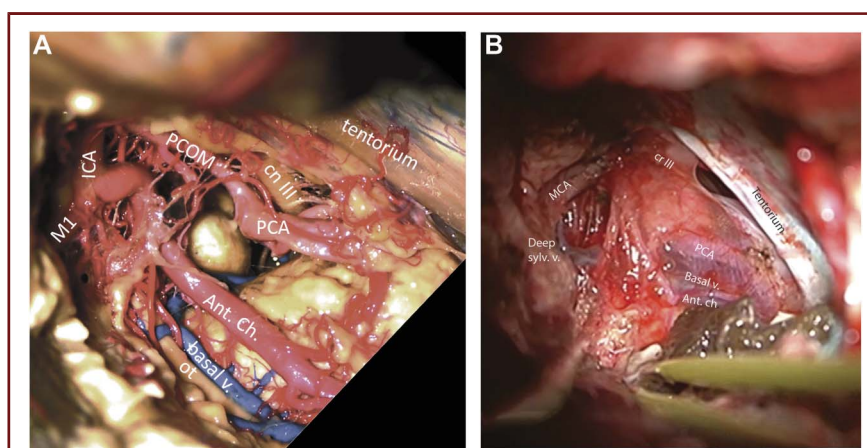 A
ICA
M1
PCOM
cn III
tentorium
PCA
Ant. Ch.
basal v.
ot
B
MCA
cr III
Tentorium
Deep
sylv. v.
PCA
Basal v.
Ant. ch